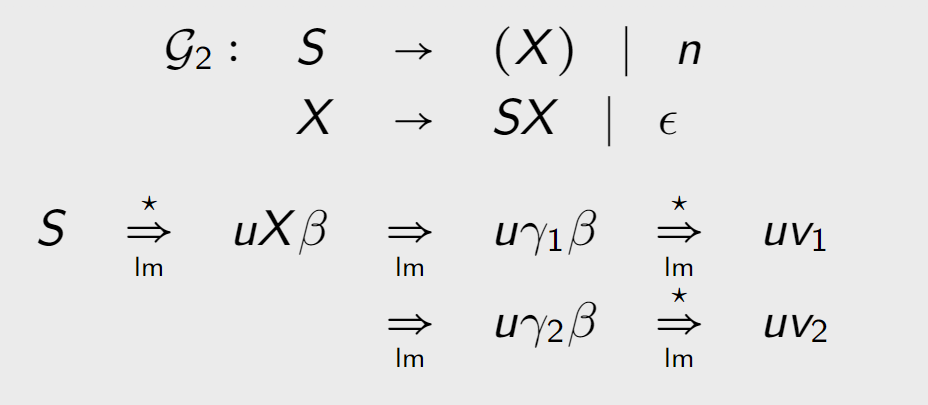 𝒢₂ : S → (X) | n
X → SX | ϵ
S ⇒*lm uXβ ⇒lm uγ₁β ⇒*lm uv₁
⇒lm uγ₂β ⇒*lm uv₂